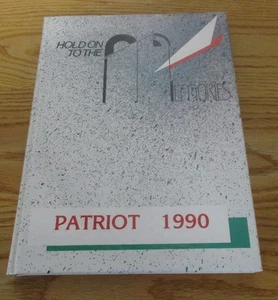 HOLD ON
TO THE
MEMORIES
PATRIOT 1990